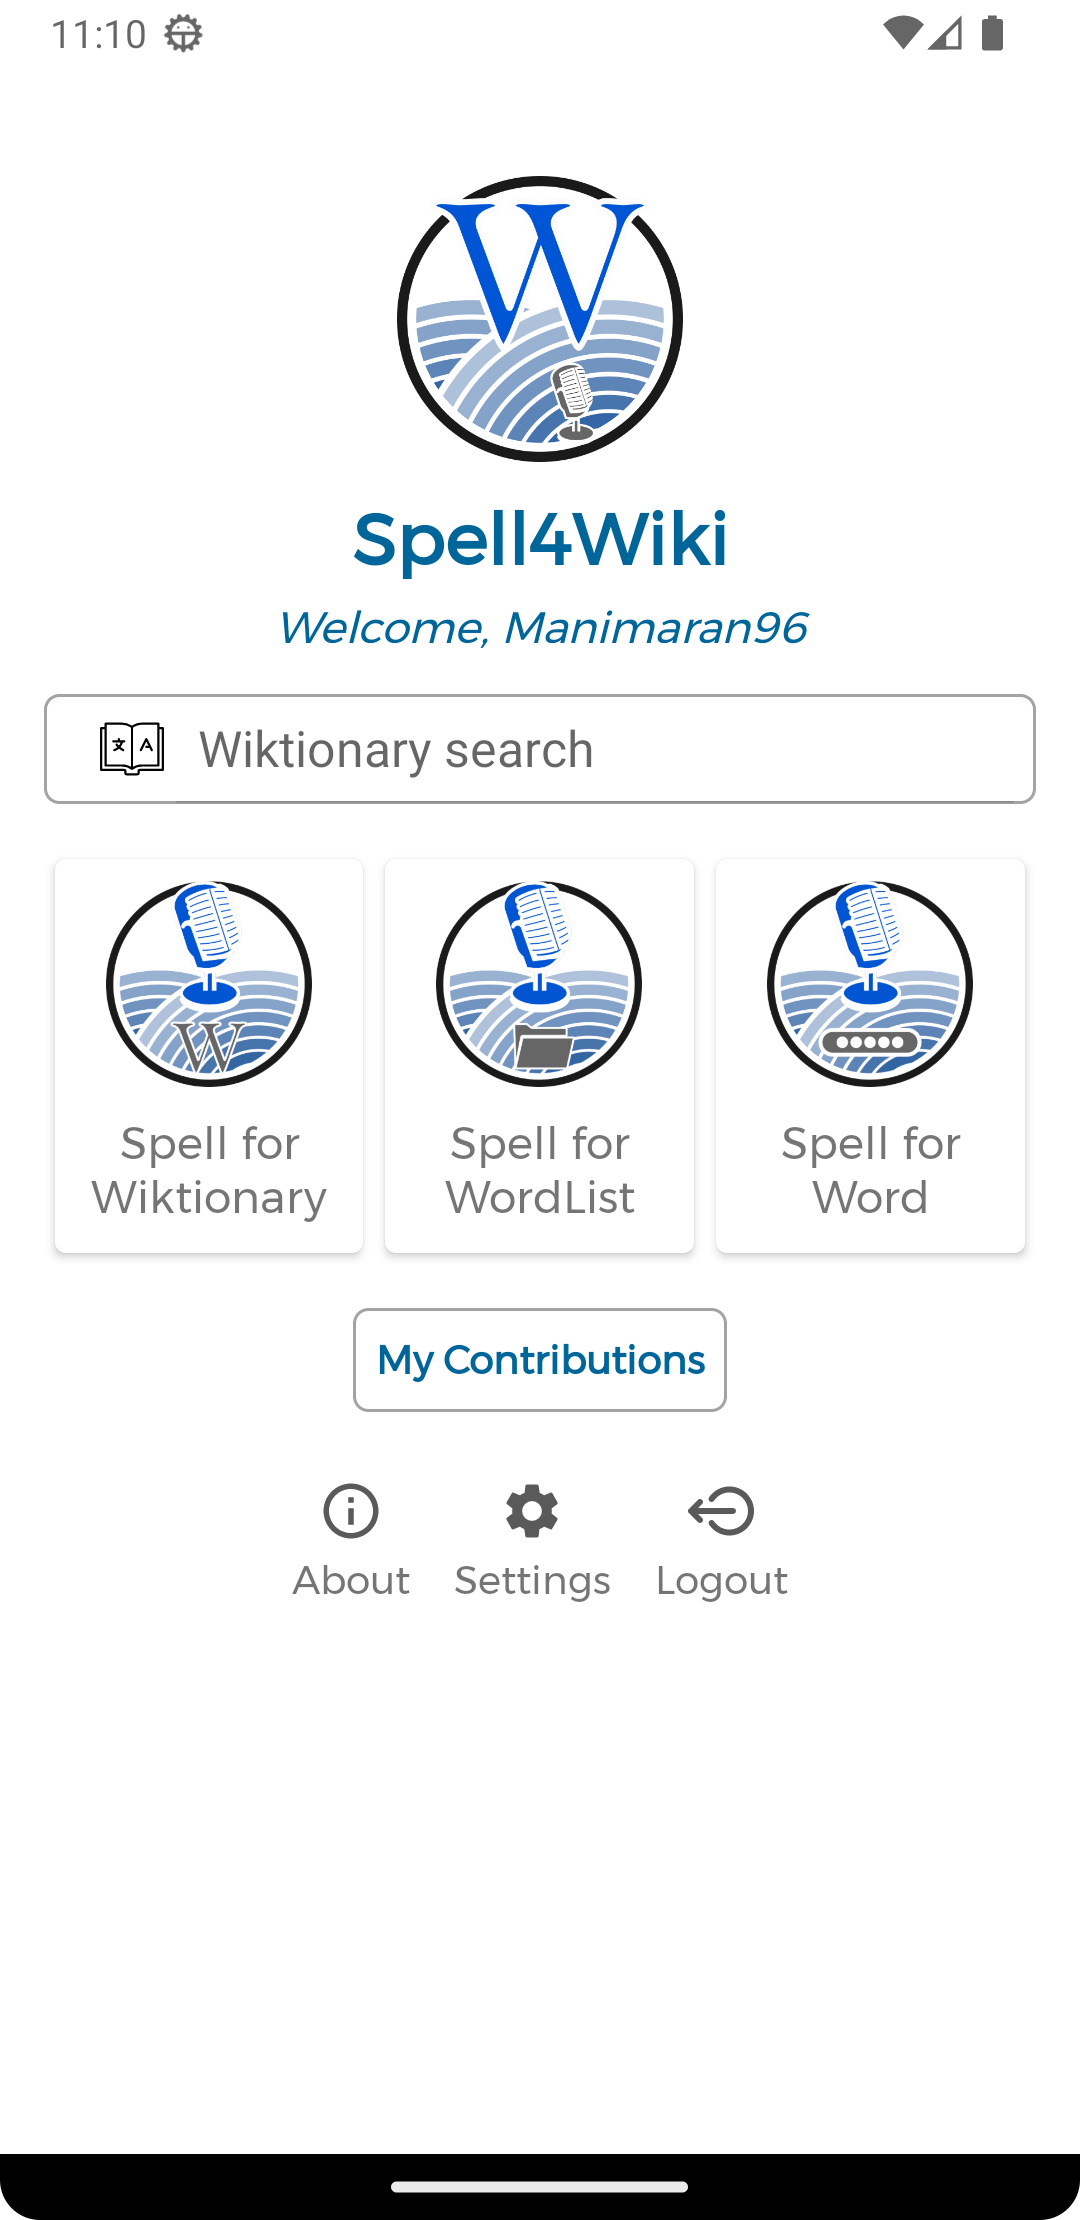 11:10
W
Spell4Wiki
Welcome, Manimaran96
文 A
Wiktionary search
W
Spell for
Wiktionary
Spell for
WordList
Spell for
Word
My Contributions
About
Settings
Logout